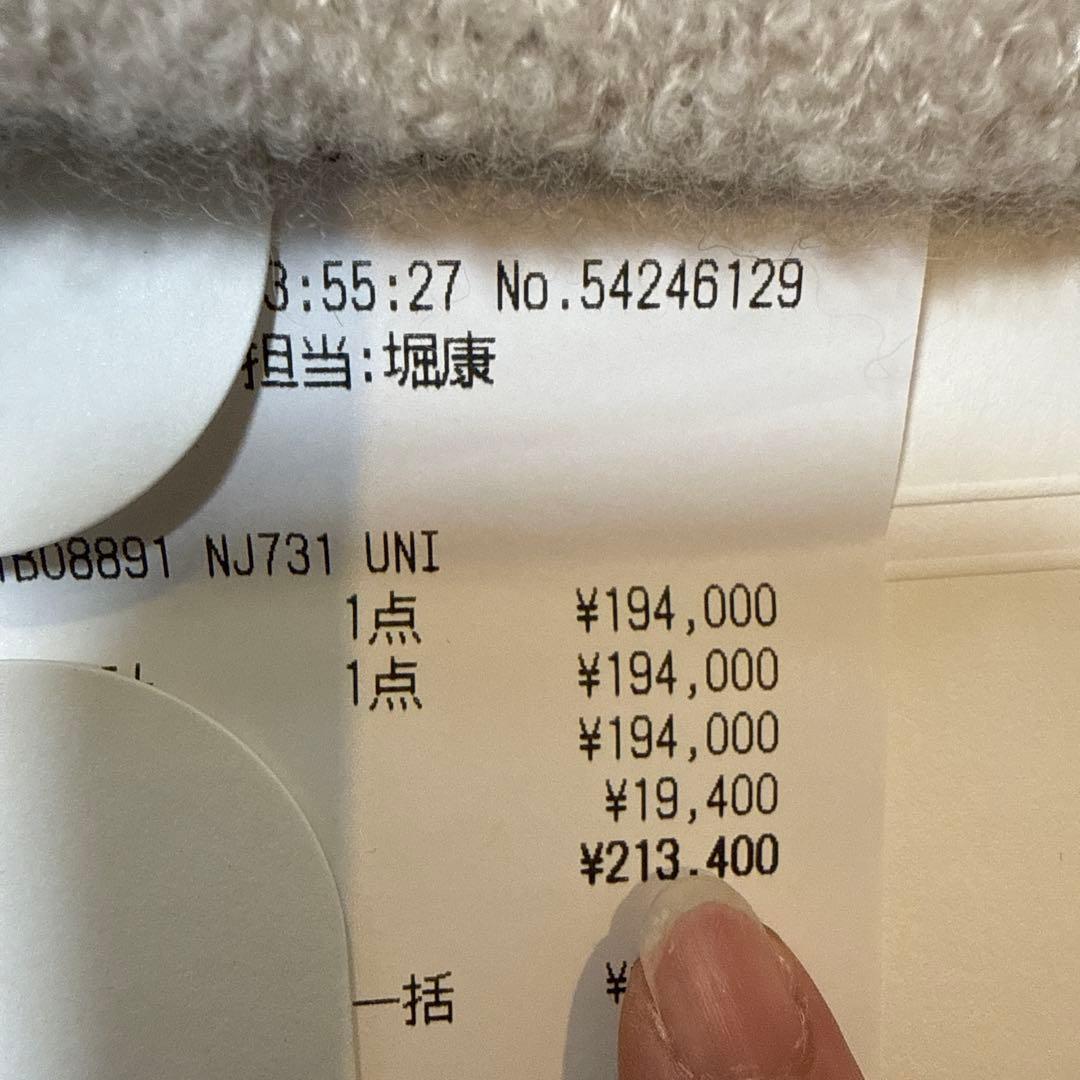 3:55:27 No.54246129
担当:堀康
1B08891 NJ731 UNI
1点 ¥194,000
1点 ¥194,000
¥194,000
¥19,400
¥213,400
一括 ¥